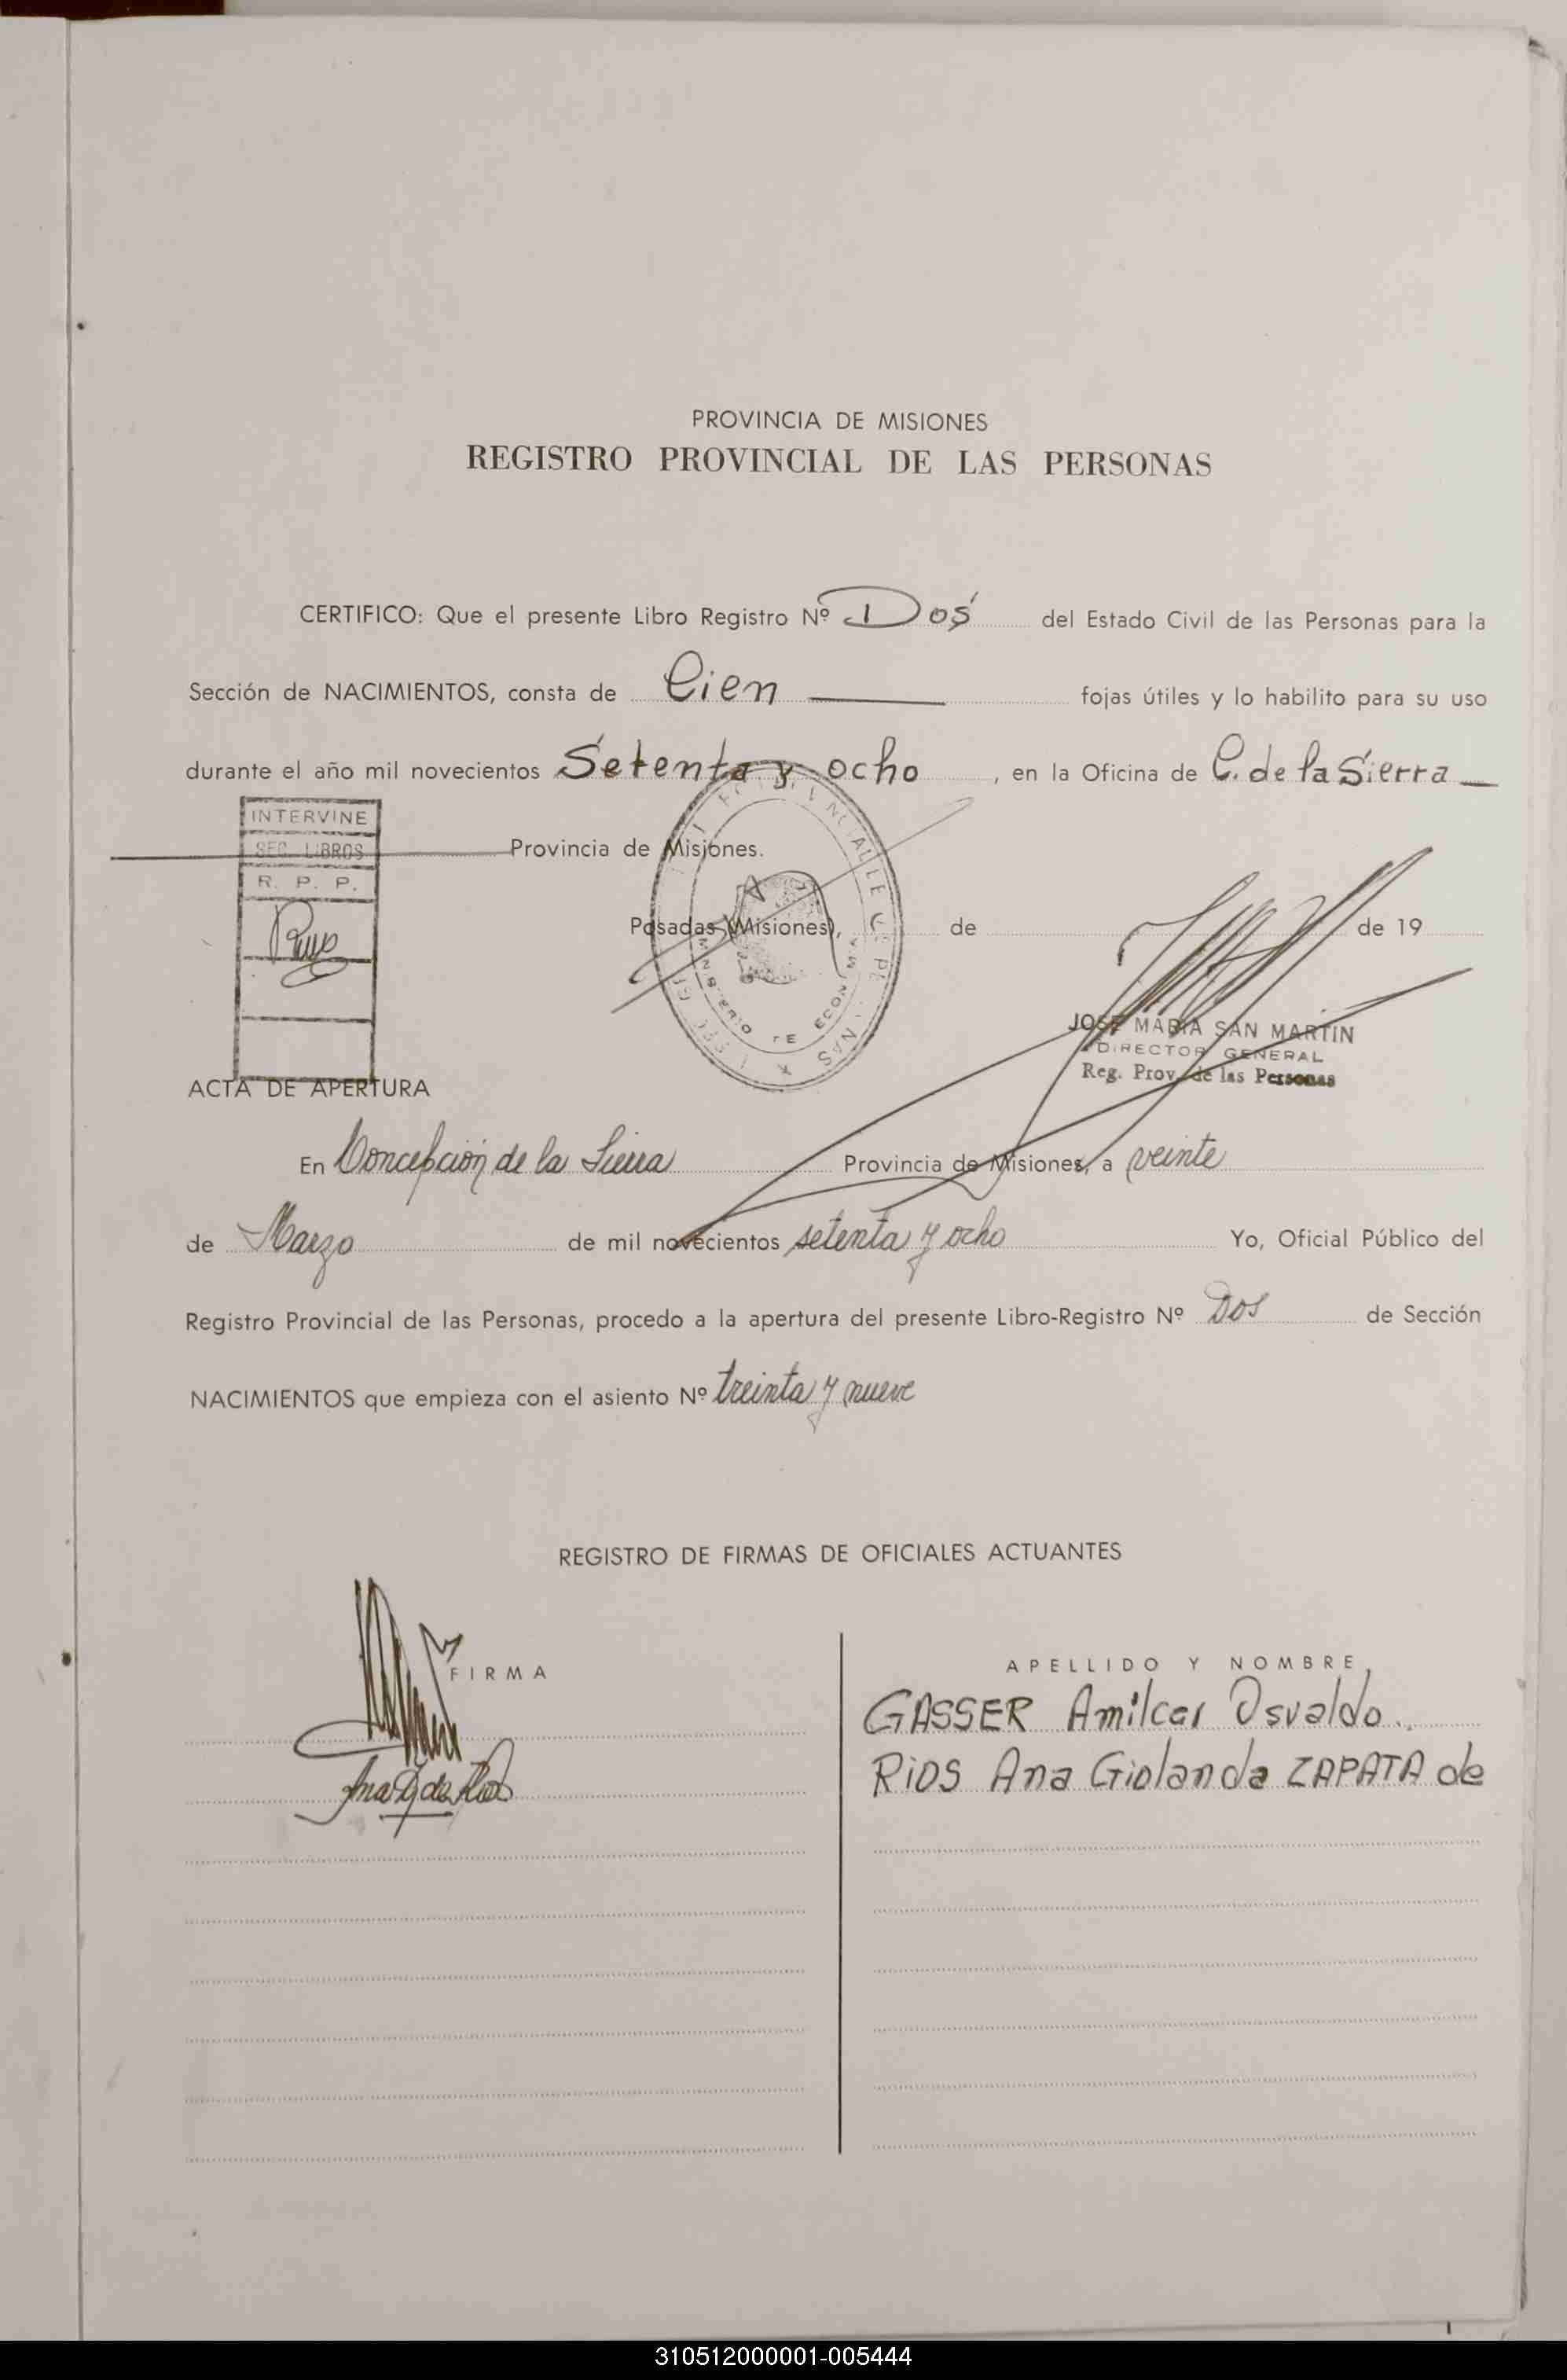 PROVINCIA DE MISIONES
REGISTRO PROVINCIAL DE LAS PERSONAS
CERTIFICO: Que el presente Libro Registro Nº Dos del Estado Civil de las Personas para la
Sección de NACIMIENTOS, consta de Cien fojas útiles y lo habilito para su uso
durante el año mil novecientos Setenta y ocho, en la Oficina de C. de la Sierra
INTERVINE
SEC. LIBROS
R. P. P.
Provincia de Misiones.
Posadas (Misiones), de de 19
JOSE MARIA SAN MARTIN
DIRECTOR GENERAL
Reg. Prov. de las Personas
ACTA DE APERTURA
En Concepción de la Sierra Provincia de Misiones, a veinte
de Marzo de mil novecientos setenta y ocho Yo, Oficial Público del
Registro Provincial de las Personas, procedo a la apertura del presente Libro-Registro Nº Dos de Sección
NACIMIENTOS que empieza con el asiento Nº treinta y nueve
REGISTRO DE FIRMAS DE OFICIALES ACTUANTES
FIRMA
APELLIDO Y NOMBRE
GASSER Amilcar Osvaldo.
RIOS Ana Giolanda ZAPATA de
310512000001-005444